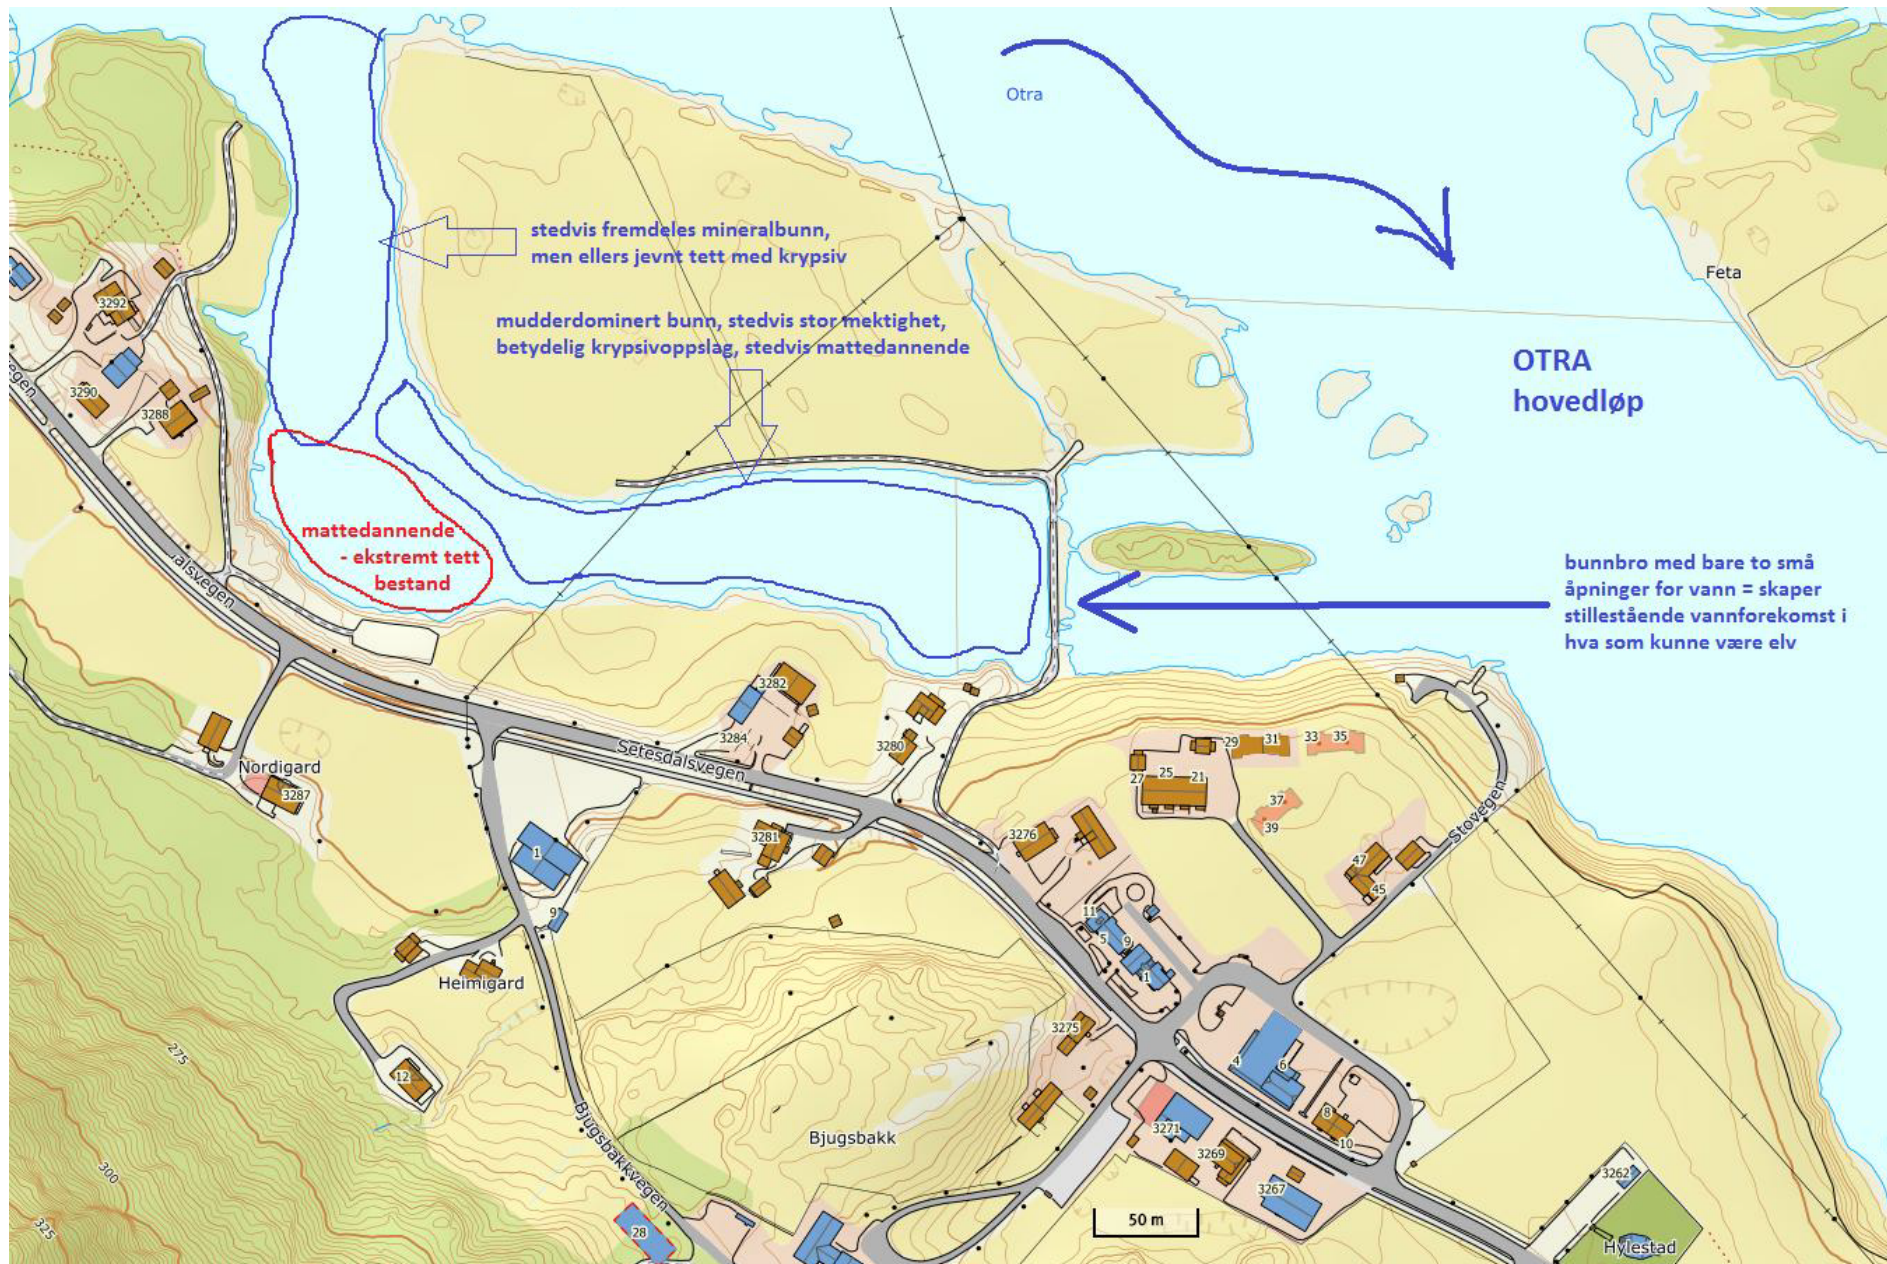 Otra
stedvis fremdeles mineralbunn,
men ellers jevnt tett med krypsiv
Feta
3292
mudderdominert bunn, stedvis stor mektighet,
betydelig krypsivoppslag, stedvis mattedannende
OTRA
hovedløp
3290
3288
mattedannende
- ekstremt tett
bestand
bunnbro med bare to små
åpninger for vann = skaper
stillestående vannforekomst i
hva som kunne være elv
3282
3284
3280
Setesdalsvegen
29
31
33
35
Nordigard
3287
27
25
21
37
39
Stovegen
3276
3281
1
47
45
9
11
5
9
1
Heimigard
3275
275
4
6
12
8
10
Bjugsbakkvegen
Bjugsbakk
3271
3269
3267
3262
300
325
28
50 m
Hylestad